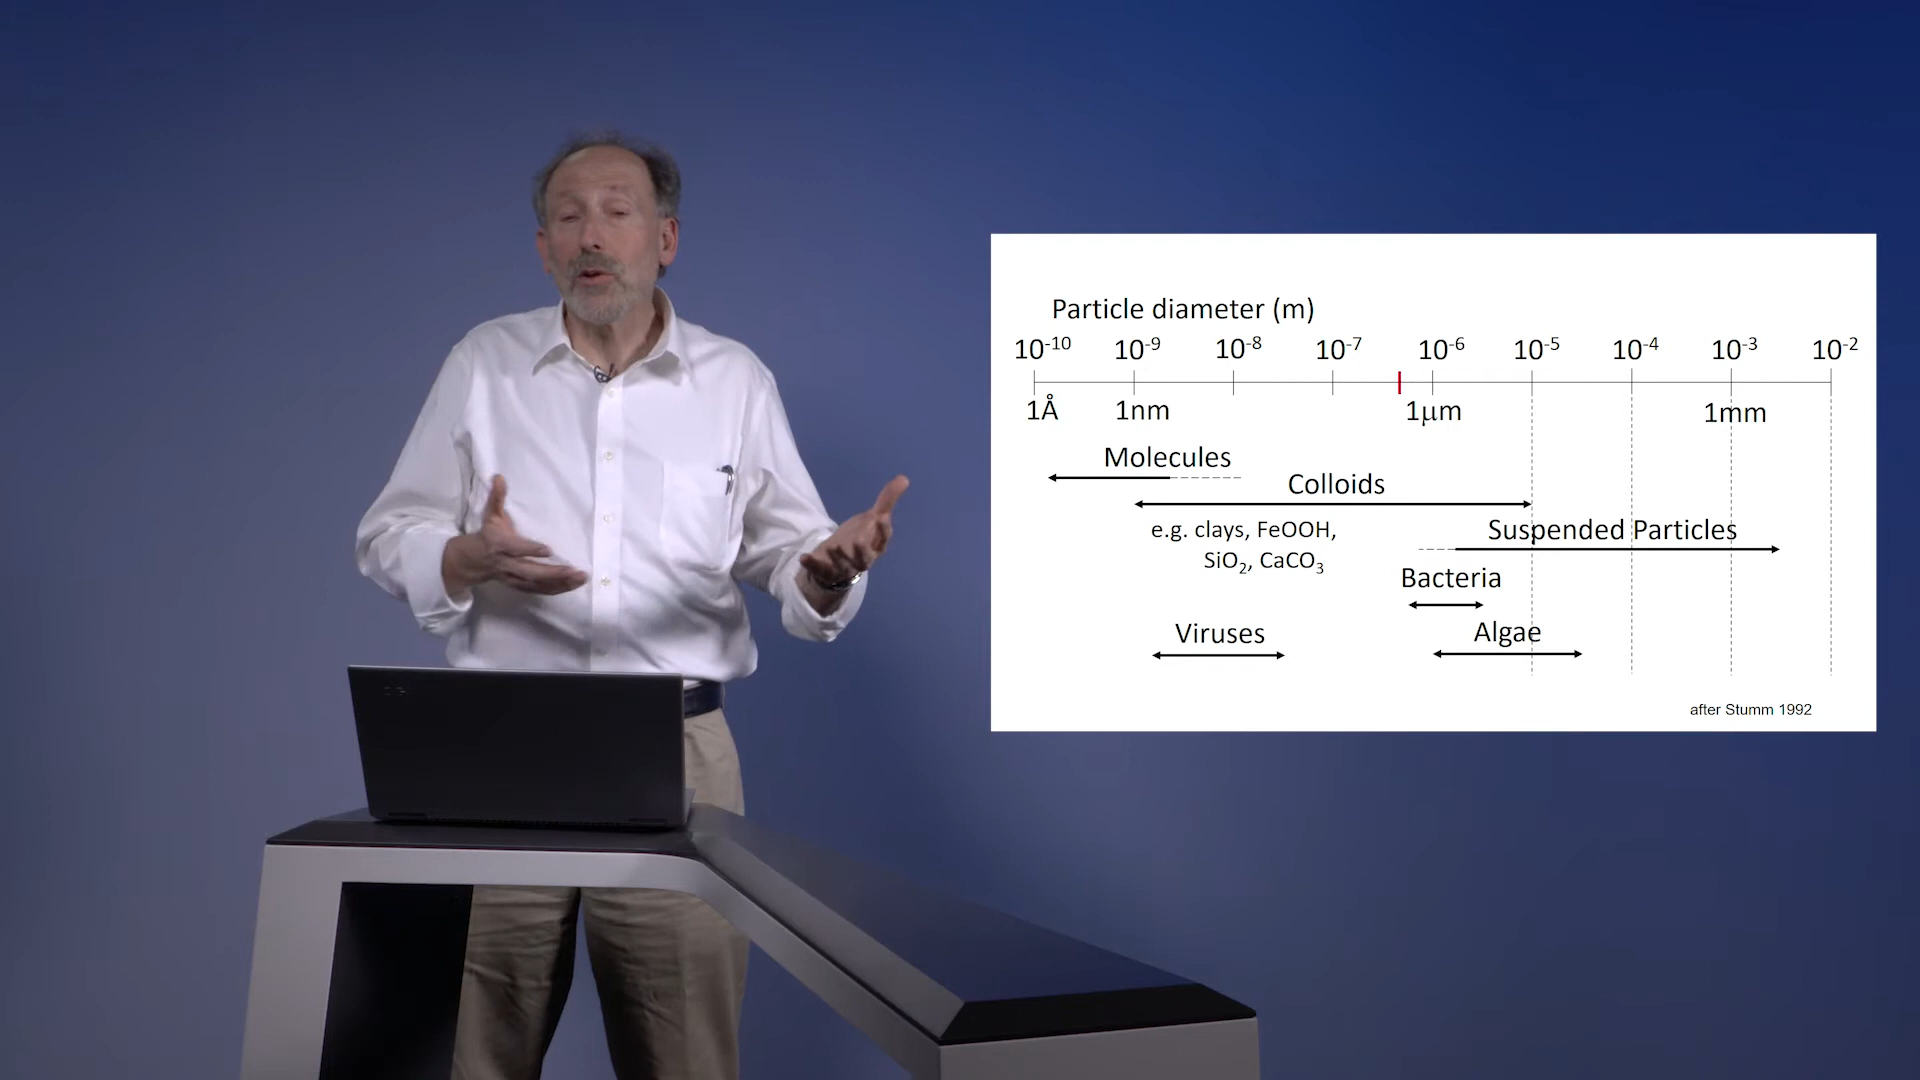 Particle diameter (m)
10⁻¹⁰ 10⁻⁹ 10⁻⁸ 10⁻⁷ 10⁻⁶ 10⁻⁵ 10⁻⁴ 10⁻³ 10⁻²
1Å 1nm 1μm 1mm
Molecules
Colloids
e.g. clays, FeOOH,
SiO₂, CaCO₃
Suspended Particles
Bacteria
Viruses
Algae
after Stumm 1992